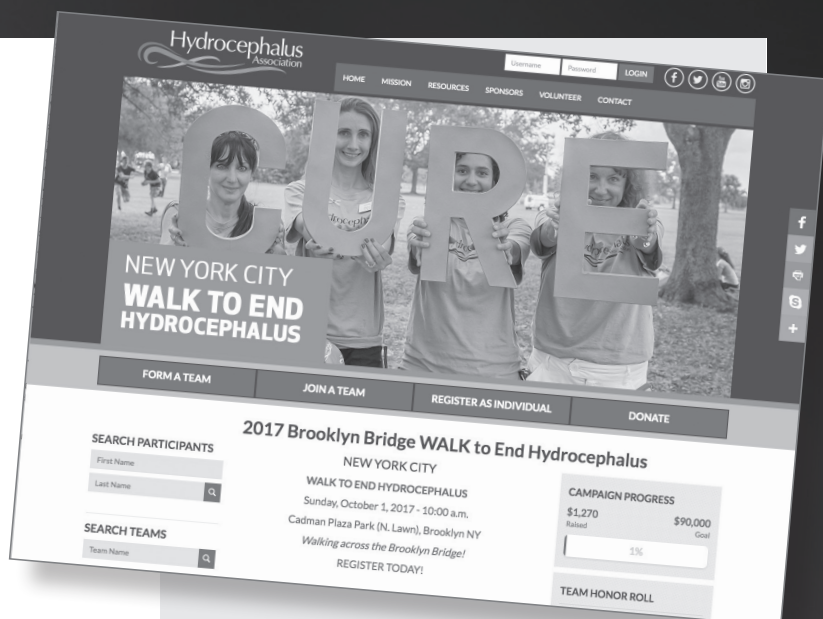 Hydrocephalus
Association
Username
Password
LOGIN
HOME
MISSION
RESOURCES
SPONSORS
VOLUNTEER
CONTACT
CURE
NEW YORK CITY
WALK TO END
HYDROCEPHALUS
FORM A TEAM
JOIN A TEAM
REGISTER AS INDIVIDUAL
DONATE
SEARCH PARTICIPANTS
First Name
Last Name
SEARCH TEAMS
Team Name
2017 Brooklyn Bridge WALK to End Hydrocephalus
NEW YORK CITY
WALK TO END HYDROCEPHALUS
Sunday, October 1, 2017 - 10:00 a.m.
Cadman Plaza Park (N. Lawn), Brooklyn NY
Walking across the Brooklyn Bridge!
REGISTER TODAY!
CAMPAIGN PROGRESS
$1,270
Raised
$90,000
Goal
1%
TEAM HONOR ROLL